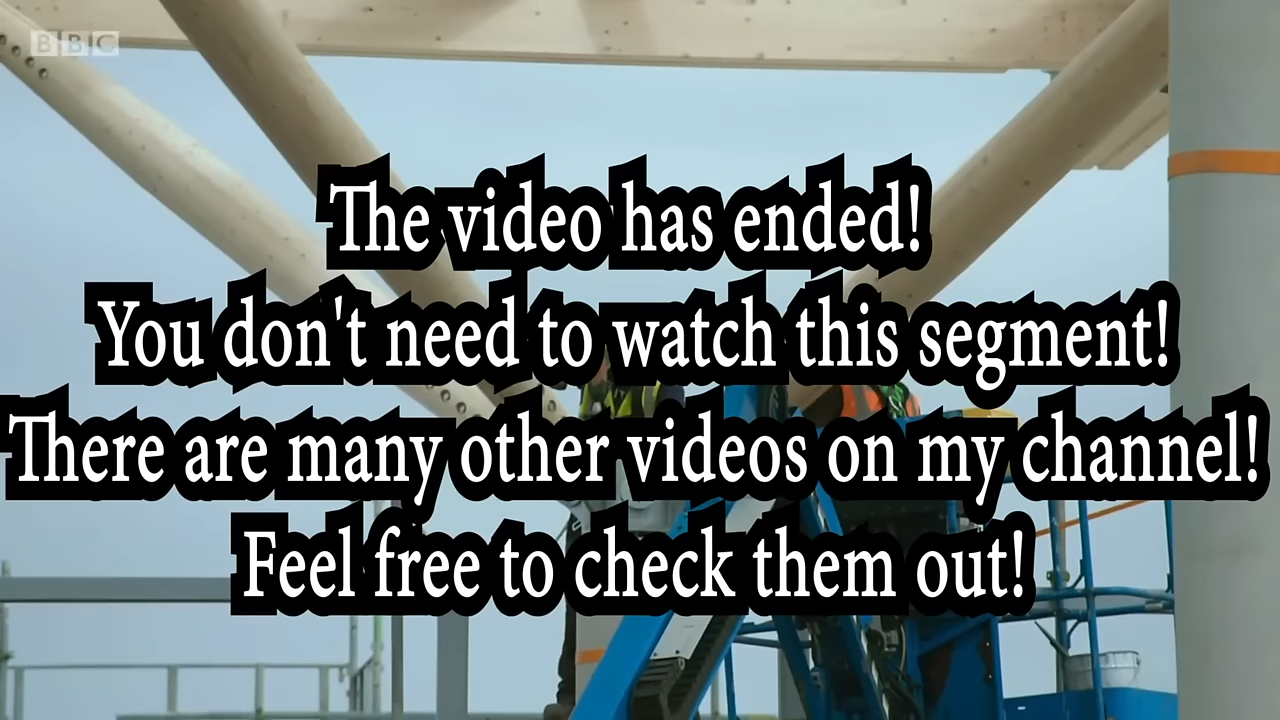 BBC
The video has ended!
You don't need to watch this segment!
There are many other videos on my channel!
Feel free to check them out!